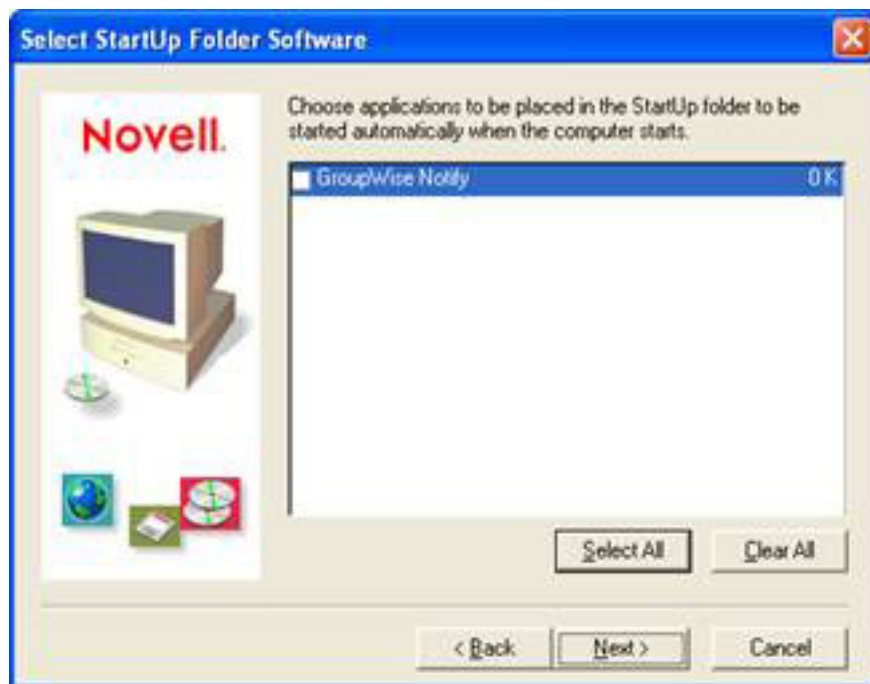 Select StartUp Folder Software
Novell.
Choose applications to be placed in the StartUp folder to be
started automatically when the computer starts.
GroupWise Notify 0 K
Select All Clear All
< Back Next > Cancel